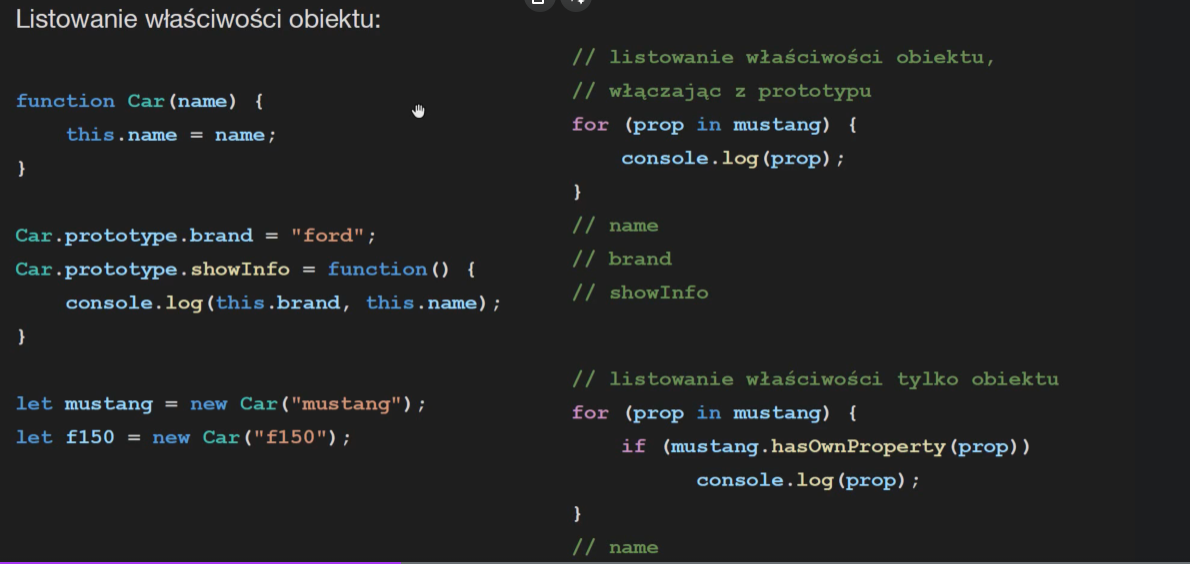 Listowanie właściwości obiektu:
function Car(name) {
    this.name = name;
}
Car.prototype.brand = "ford";
Car.prototype.showInfo = function() {
    console.log(this.brand, this.name);
}
let mustang = new Car("mustang");
let f150 = new Car("f150");
// listowanie właściwości obiektu,
// włączając z prototypu
for (prop in mustang) {
    console.log(prop);
}
// name
// brand
// showInfo
// listowanie właściwości tylko obiektu
for (prop in mustang) {
    if (mustang.hasOwnProperty(prop))
          console.log(prop);
}
// name